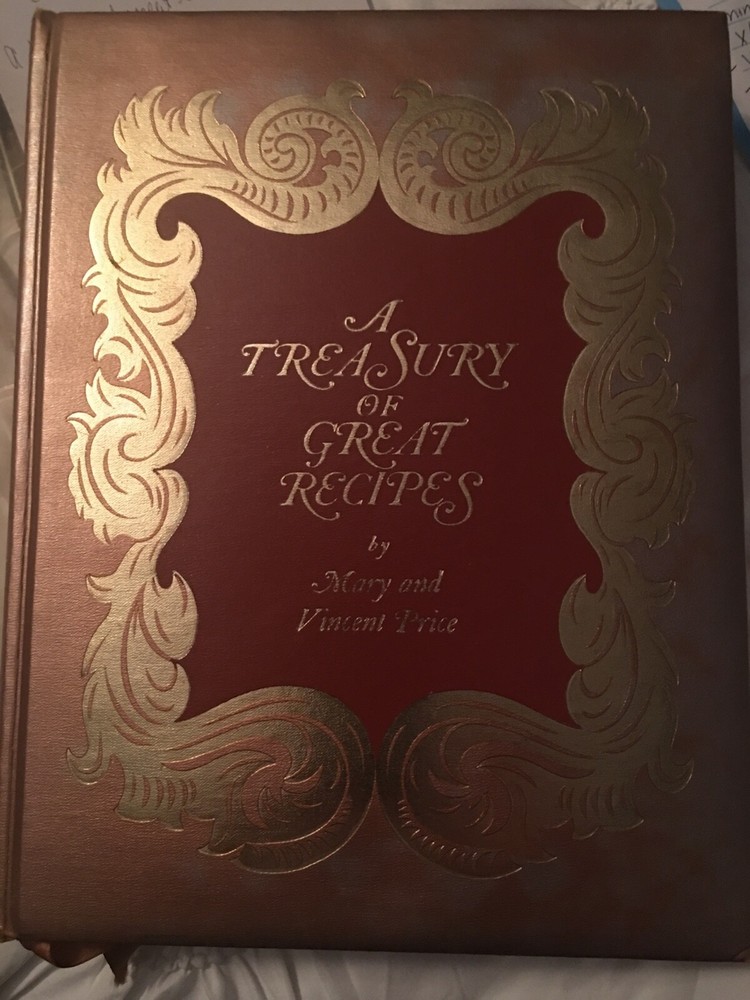 A
TREASURY
OF
GREAT
RECIPES
by
Mary and
Vincent Price